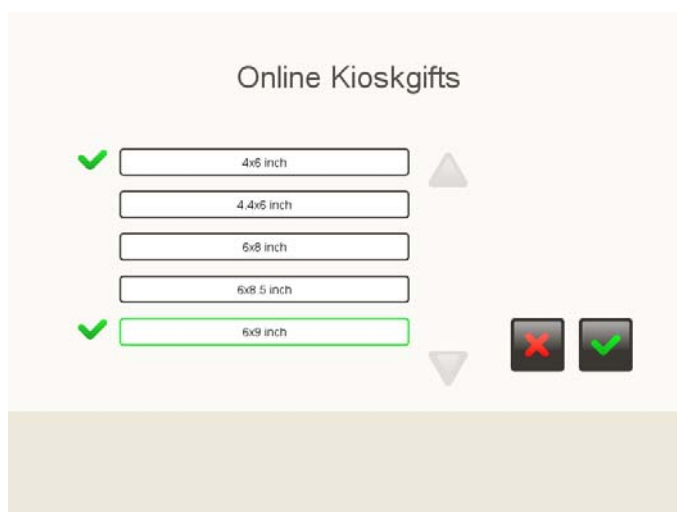 Online Kioskgifts
4x6 inch
4.4x6 inch
6x8 inch
6x8.5 inch
6x9 inch